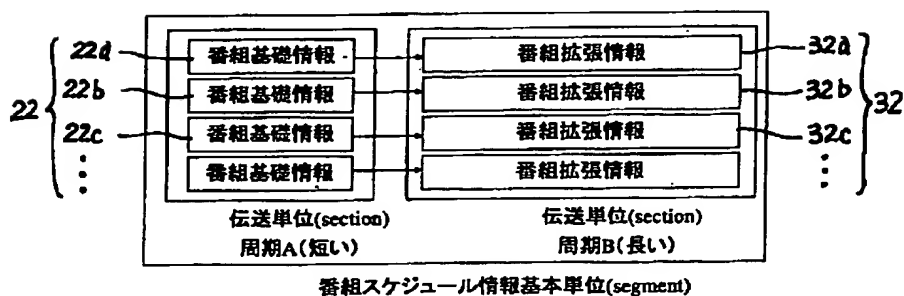 22
22a
22b
22c
番組基礎情報
番組基礎情報
番組基礎情報
番組基礎情報
伝送単位(section)
周期A(短い)
番組拡張情報
番組拡張情報
番組拡張情報
番組拡張情報
伝送単位(section)
周期B(長い)
32a
32b
32c
32
番組スケジュール情報基本単位(segment)